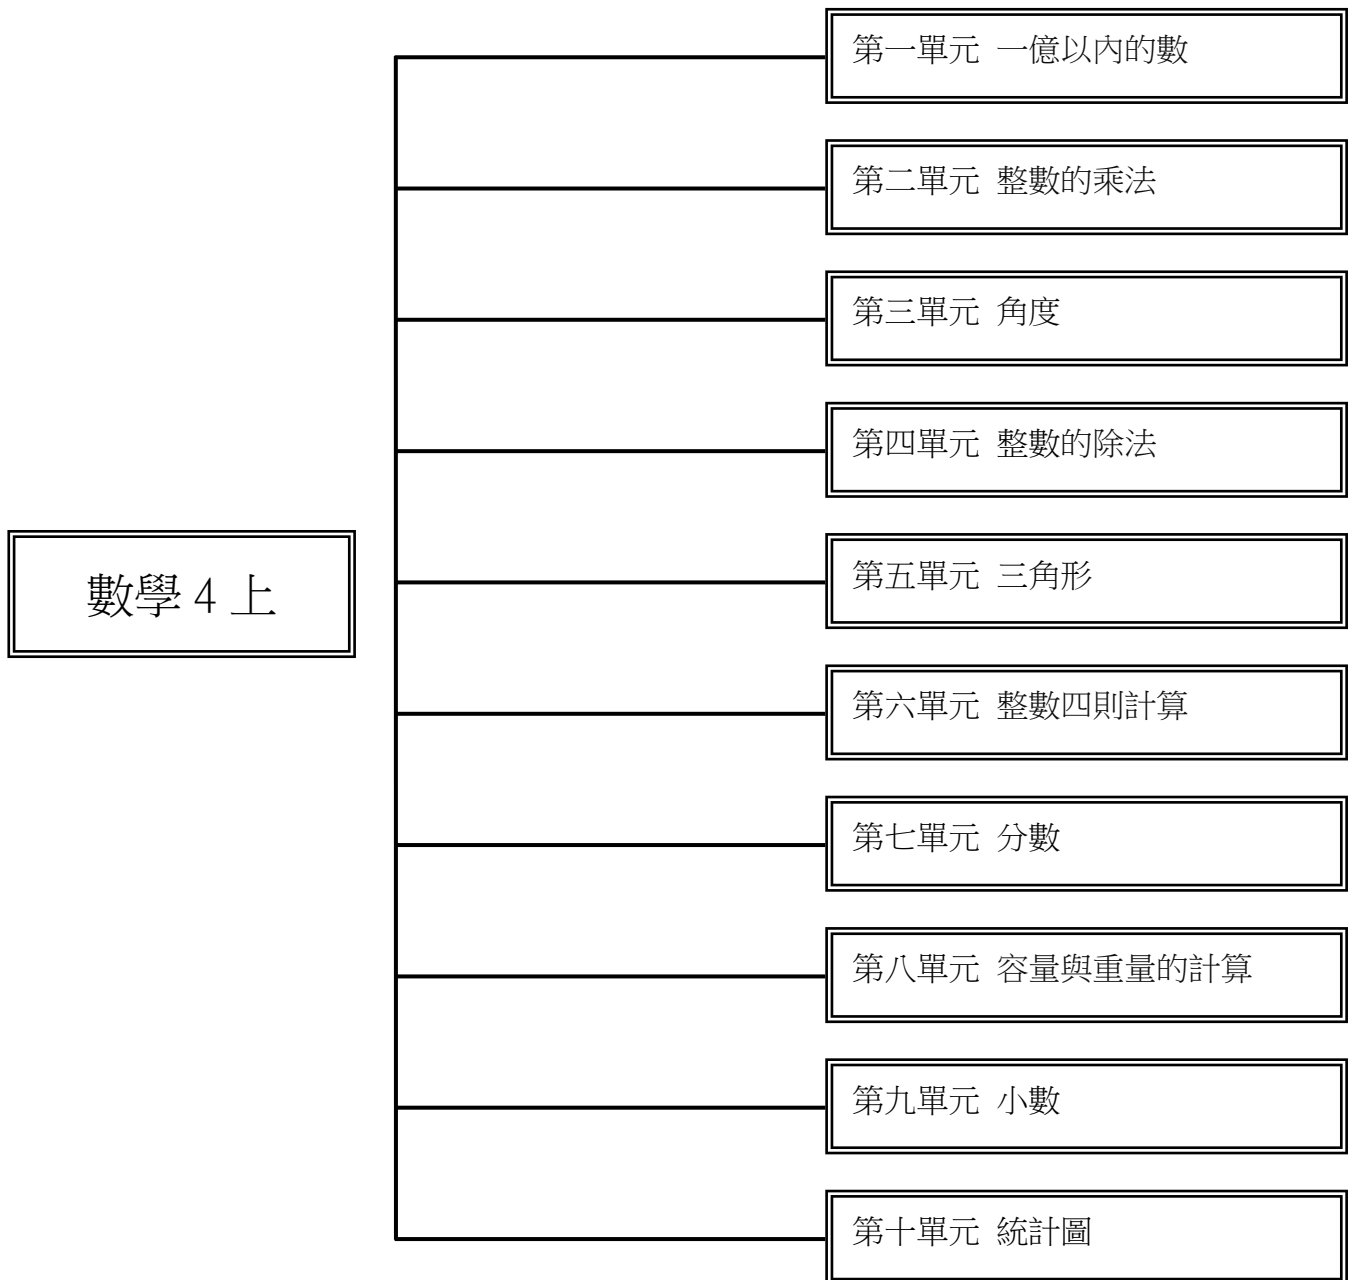 第一單元 一億以內的數
第二單元 整數的乘法
第三單元 角度
第四單元 整數的除法
第五單元 三角形
數學4上
第六單元 整數四則計算
第七單元 分數
第八單元 容量與重量的計算
第九單元 小數
第十單元 統計圖